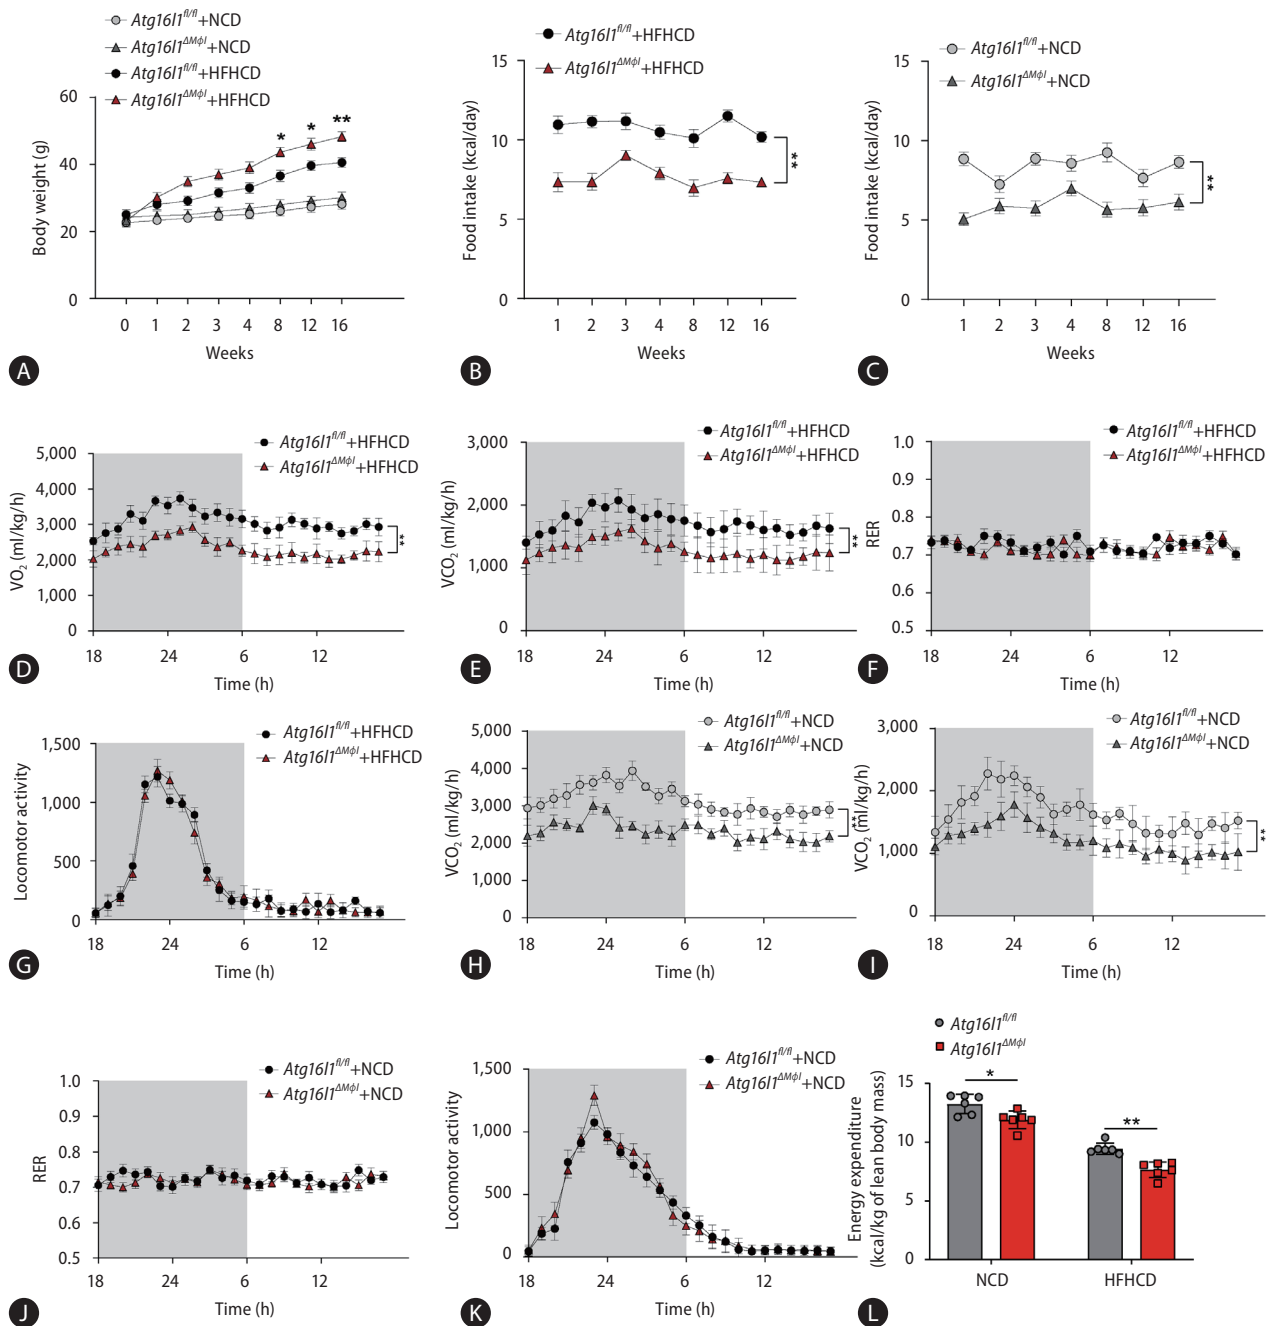 Atg16l1fl/fl+NCD
Atg16l1ΔMϕl+NCD
Atg16l1fl/fl+HFHCD
Atg16l1ΔMϕl+HFHCD
Body weight (g)
60
40
20
0
* * **
0 1 2 3 4 8 12 16
Weeks
A
Atg16l1fl/fl+HFHCD
Atg16l1ΔMϕl+HFHCD
Food intake (kcal/day)
15
10
5
0
**
1 2 3 4 8 12 16
Weeks
B
Atg16l1fl/fl+NCD
Atg16l1ΔMϕl+NCD
Food intake (kcal/day)
15
10
5
0
**
1 2 3 4 8 12 16
Weeks
C
Atg16l1fl/fl+HFHCD
Atg16l1ΔMϕl+HFHCD
VO2 (ml/kg/h)
5,000
4,000
3,000
2,000
1,000
0
**
18 24 6 12
Time (h)
D
Atg16l1fl/fl+HFHCD
Atg16l1ΔMϕl+HFHCD
VCO2 (ml/kg/h)
3,000
2,000
1,000
0
**
18 24 6 12
Time (h)
E
Atg16l1fl/fl+HFHCD
Atg16l1ΔMϕl+HFHCD
RER
1.0
0.9
0.8
0.7
0.6
0.5
18 24 6 12
Time (h)
F
Atg16l1fl/fl+HFHCD
Atg16l1ΔMϕl+HFHCD
Locomotor activity
1,500
1,000
500
0
18 24 6 12
Time (h)
G
Atg16l1fl/fl+NCD
Atg16l1ΔMϕl+NCD
VCO2 (ml/kg/h)
5,000
4,000
3,000
2,000
1,000
0
**
18 24 6 12
Time (h)
H
Atg16l1fl/fl+NCD
Atg16l1ΔMϕl+NCD
VCO2 (ml/kg/h)
3,000
2,000
1,000
0
**
18 24 6 12
Time (h)
I
Atg16l1fl/fl+NCD
Atg16l1ΔMϕl+NCD
RER
1.0
0.9
0.8
0.7
0.6
0.5
18 24 6 12
Time (h)
J
Atg16l1fl/fl+NCD
Atg16l1ΔMϕl+NCD
Locomotor activity
1,500
1,000
500
0
18 24 6 12
Time (h)
K
Atg16l1fl/fl
Atg16l1ΔMϕl
Energy expenditure
(kcal/kg of lean body mass)
15
10
5
0
*
**
NCD HFHCD
L